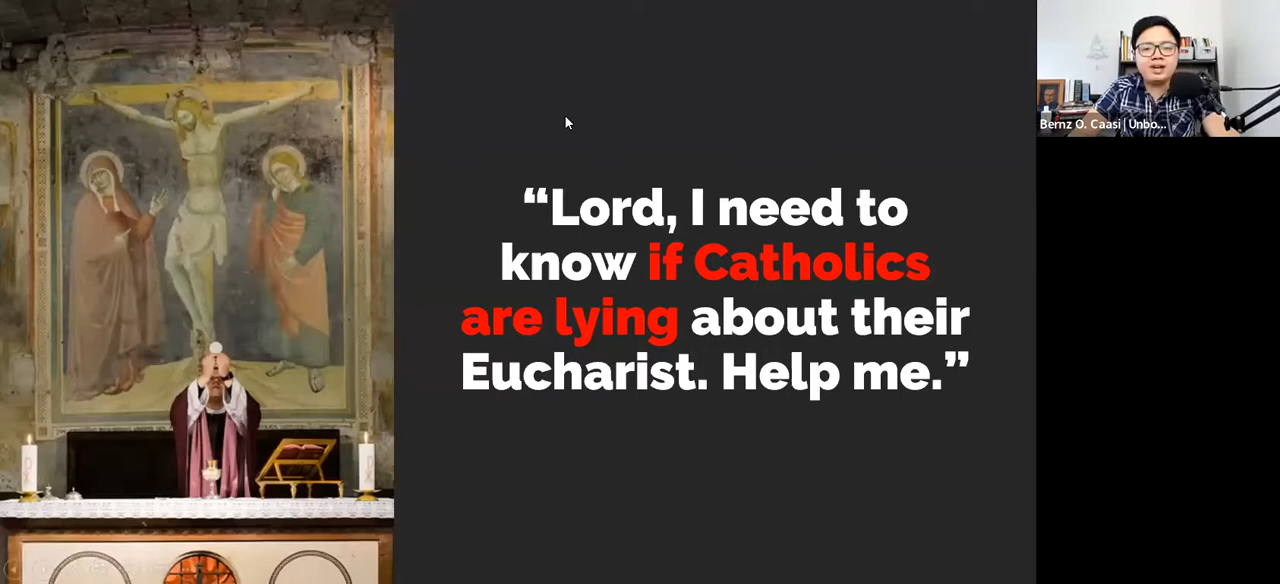 “Lord, I need to
know if Catholics
are lying about their
Eucharist. Help me.”
Bernz O. Caasi | Unbo...